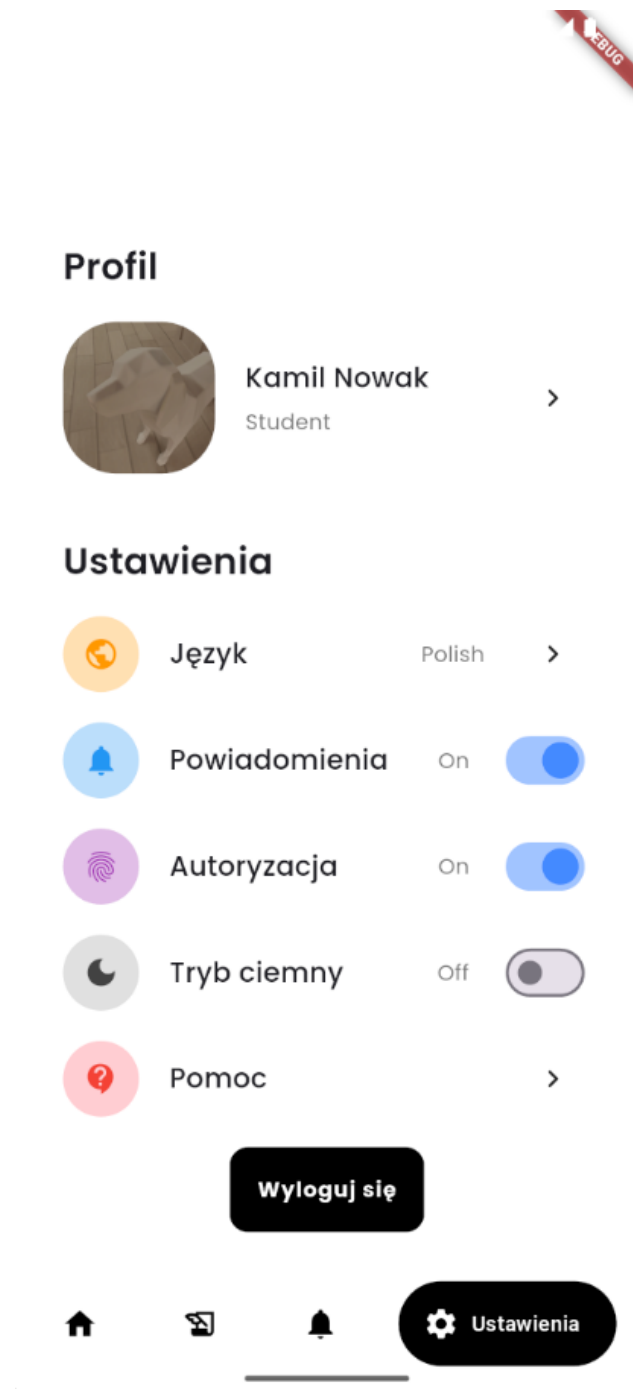 DEBUG
Profil
Kamil Nowak
Student
Ustawienia
Język Polish
Powiadomienia On
Autoryzacja On
Tryb ciemny Off
Pomoc
Wyloguj się
Ustawienia